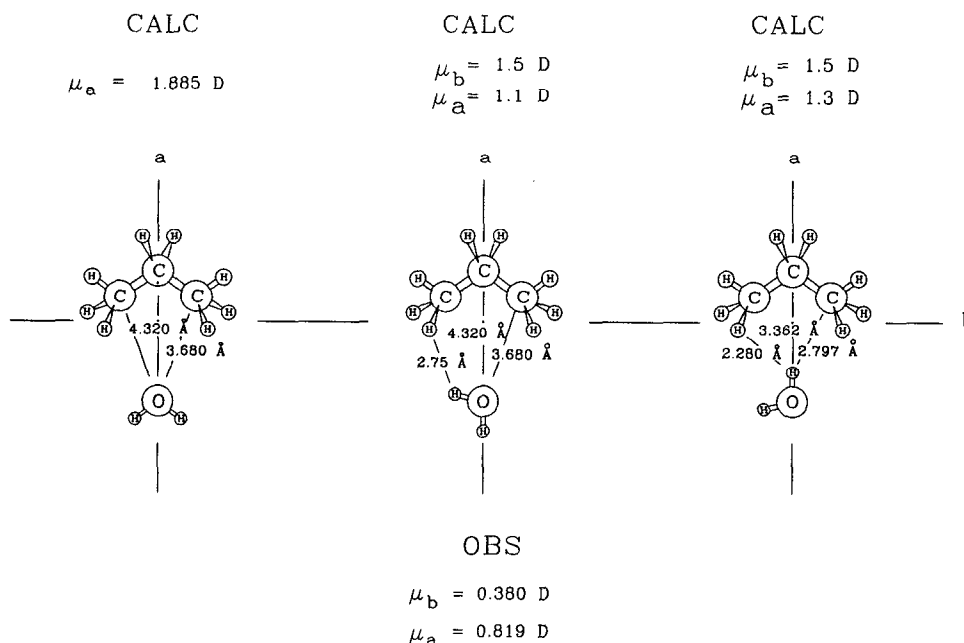 CALC CALC CALC
μa = 1.885 D
μb = 1.5 D
μa = 1.1 D
μb = 1.5 D
μa = 1.3 D
a a a
H H H H H H
H C H H C H H C H
H C C H H C C H H C C H
H H H H H H
4.320 Å 4.320 Å 3.362 Å
3.680 Å 2.75 Å 3.680 Å 2.280 Å 2.797 Å
O H O H O
H H H H
OBS
μb = 0.380 D
μa = 0.819 D